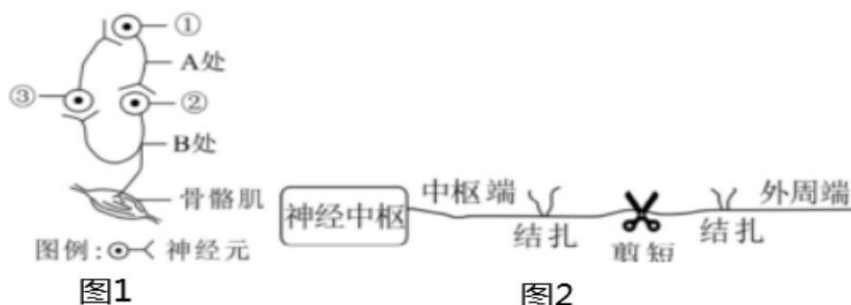 ①
A处
③
②
B处
骨骼肌
图例:
神经元
图1
神经中枢
中枢端
结扎
剪短
结扎
外周端
图2